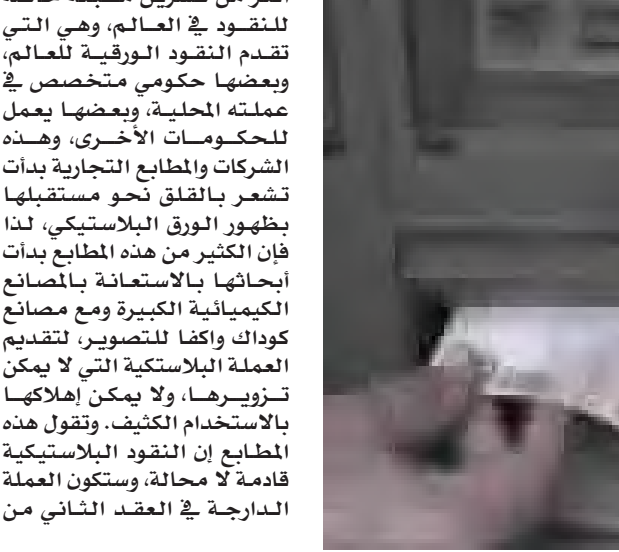 للنقود في العالم، وهي التي
تقدم النقود الورقية للعالم،
وبعضها حكومي متخصص في
عملته المحلية، وبعضها يعمل
للحكومات الأخرى، وهذه
الشركات والمطابع التجارية بدأت
تشعر بالقلق نحو مستقبلها
بظهور الورق البلاستيكي، لذا
فإن الكثير من هذه المطابع بدأت
أبحاثها بالاستعانة بالمصانع
الكيميائية الكبيرة ومع مصانع
كوداك واكفا للتصوير، لتقديم
العملة البلاستكية التي لا يمكن
تزويرها، ولا يمكن إهلاكها
بالاستخدام الكثيف. وتقول هذه
المطابع إن النقود البلاستيكية
قادمة لا محالة، وستكون العملة
الدارجة في العقد الثاني من